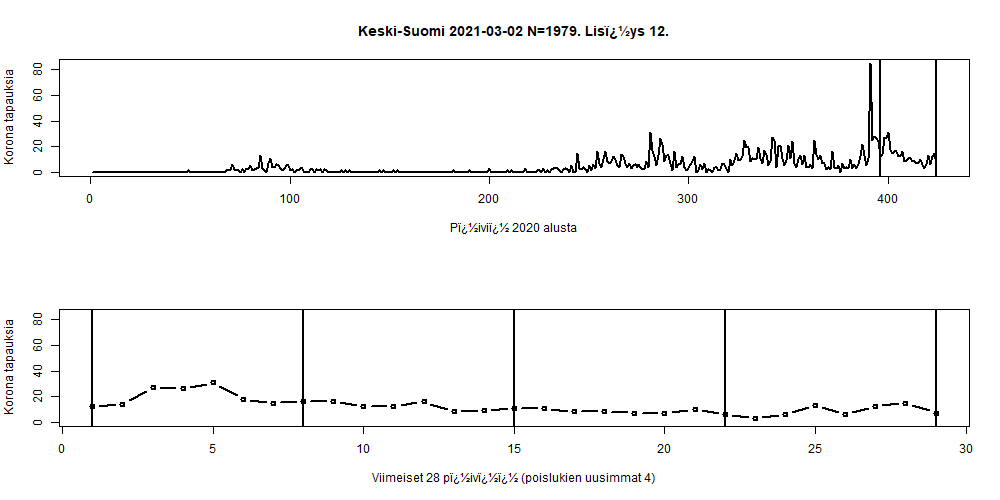 Keski-Suomi 2021-03-02 N=1979. Lisï¿½ys 12.
Korona tapauksia
0 20 40 60 80
0 100 200 300 400
Pï¿½iviï¿½ 2020 alusta
Korona tapauksia
0 20 40 60 80
0 5 10 15 20 25 30
Viimeiset 28 pï¿½ivï¿½ï¿½ (poislukien uusimmat 4)